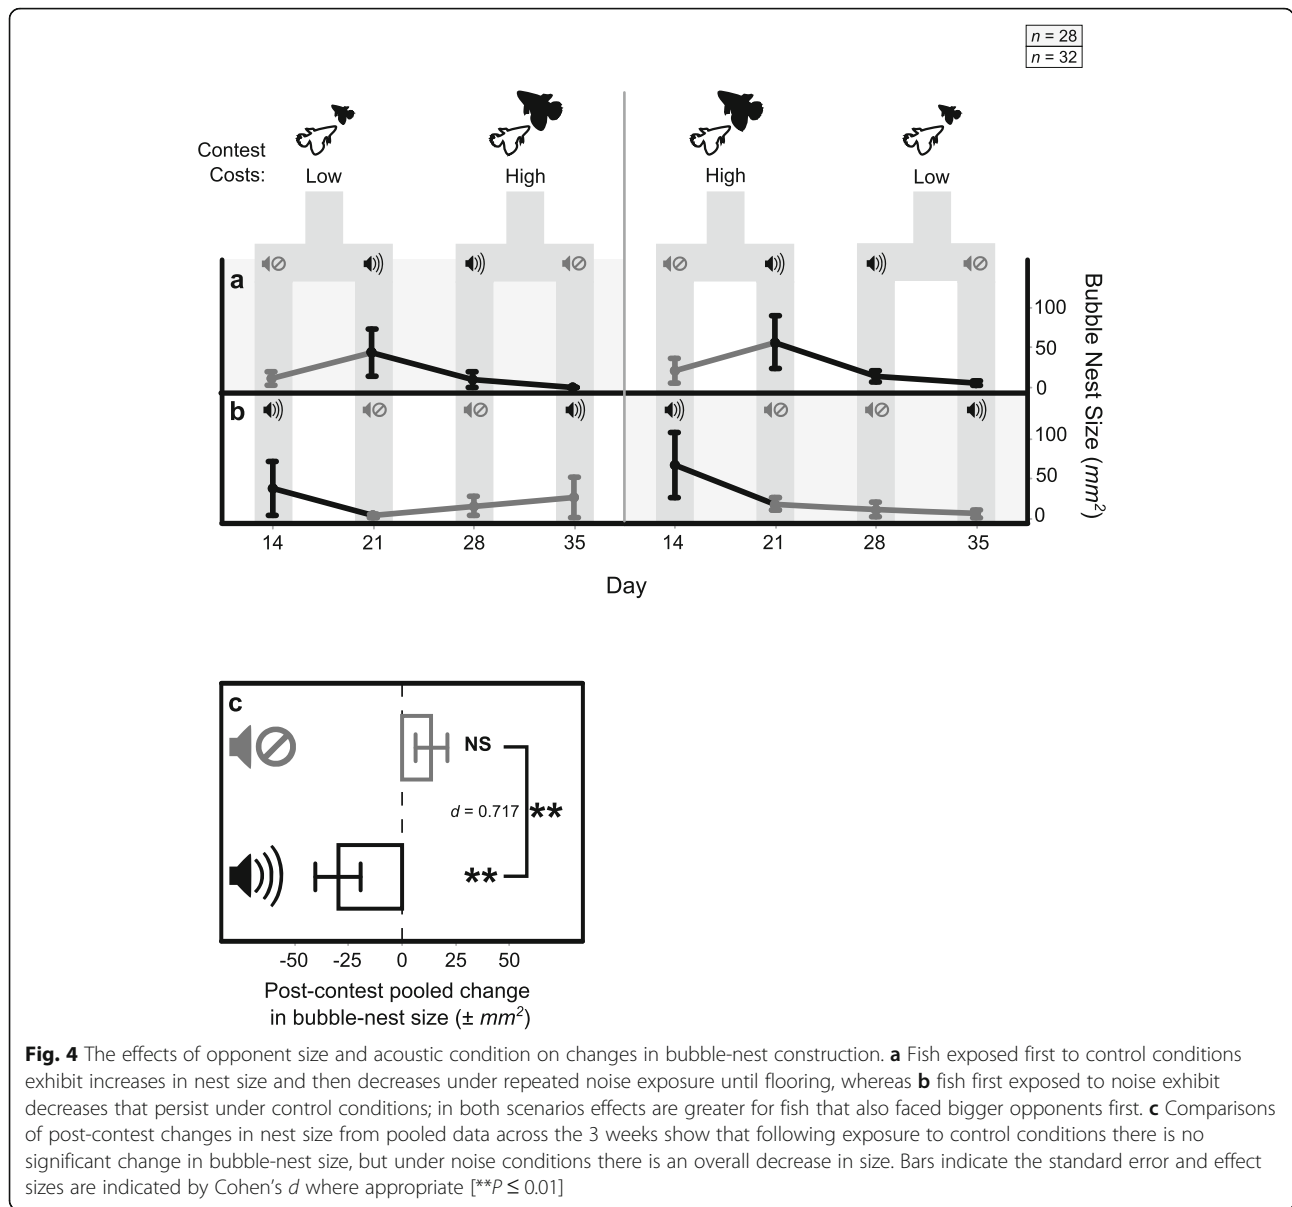 n = 28
n = 32
Contest
Costs:
Low
High
High
Low
a
100
50
0
b
100
50
0
Bubble Nest Size (mm²)
14
21
28
35
14
21
28
35
Day
c
NS
d = 0.717
**
**
-50
-25
0
25
50
Post-contest pooled change
in bubble-nest size (± mm²)
Fig. 4 The effects of opponent size and acoustic condition on changes in bubble-nest construction. a Fish exposed first to control conditions
exhibit increases in nest size and then decreases under repeated noise exposure until flooring, whereas b fish first exposed to noise exhibit
decreases that persist under control conditions; in both scenarios effects are greater for fish that also faced bigger opponents first. c Comparisons
of post-contest changes in nest size from pooled data across the 3 weeks show that following exposure to control conditions there is no
significant change in bubble-nest size, but under noise conditions there is an overall decrease in size. Bars indicate the standard error and effect
sizes are indicated by Cohen's d where appropriate [**P ≤ 0.01]